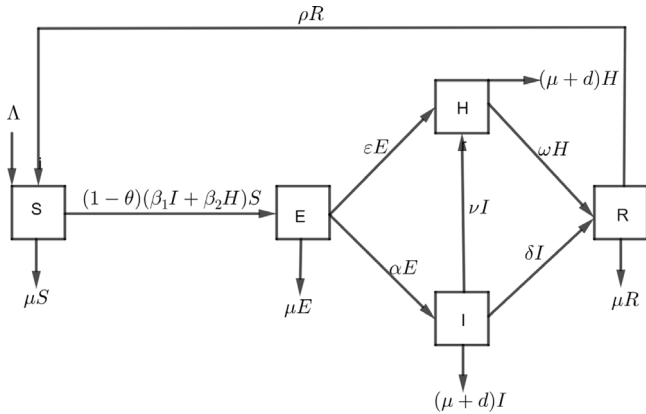 ρR
H
(μ + d)H
Λ
εE
ωH
S
(1 − θ)(β₁I + β₂H)S
E
νI
R
αE
δI
μS
μE
I
μR
(μ + d)I